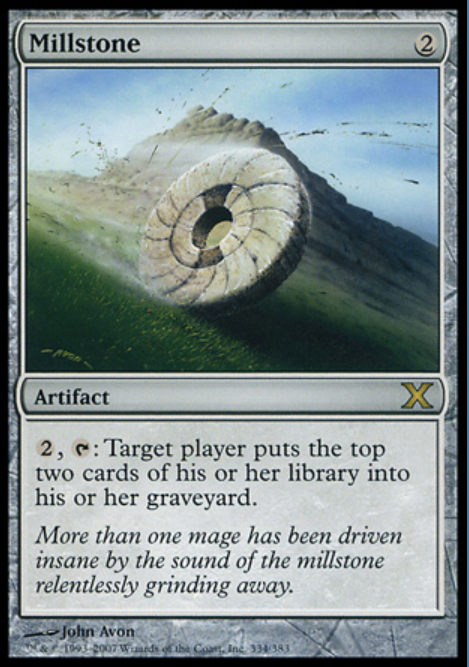 Millstone 2
AVON
Artifact X
2, : Target player puts the top
two cards of his or her library into
his or her graveyard.
More than one mage has been driven
insane by the sound of the millstone
relentlessly grinding away.
John Avon
™ & © 1993–2007 Wizards of the Coast, Inc. 334/383